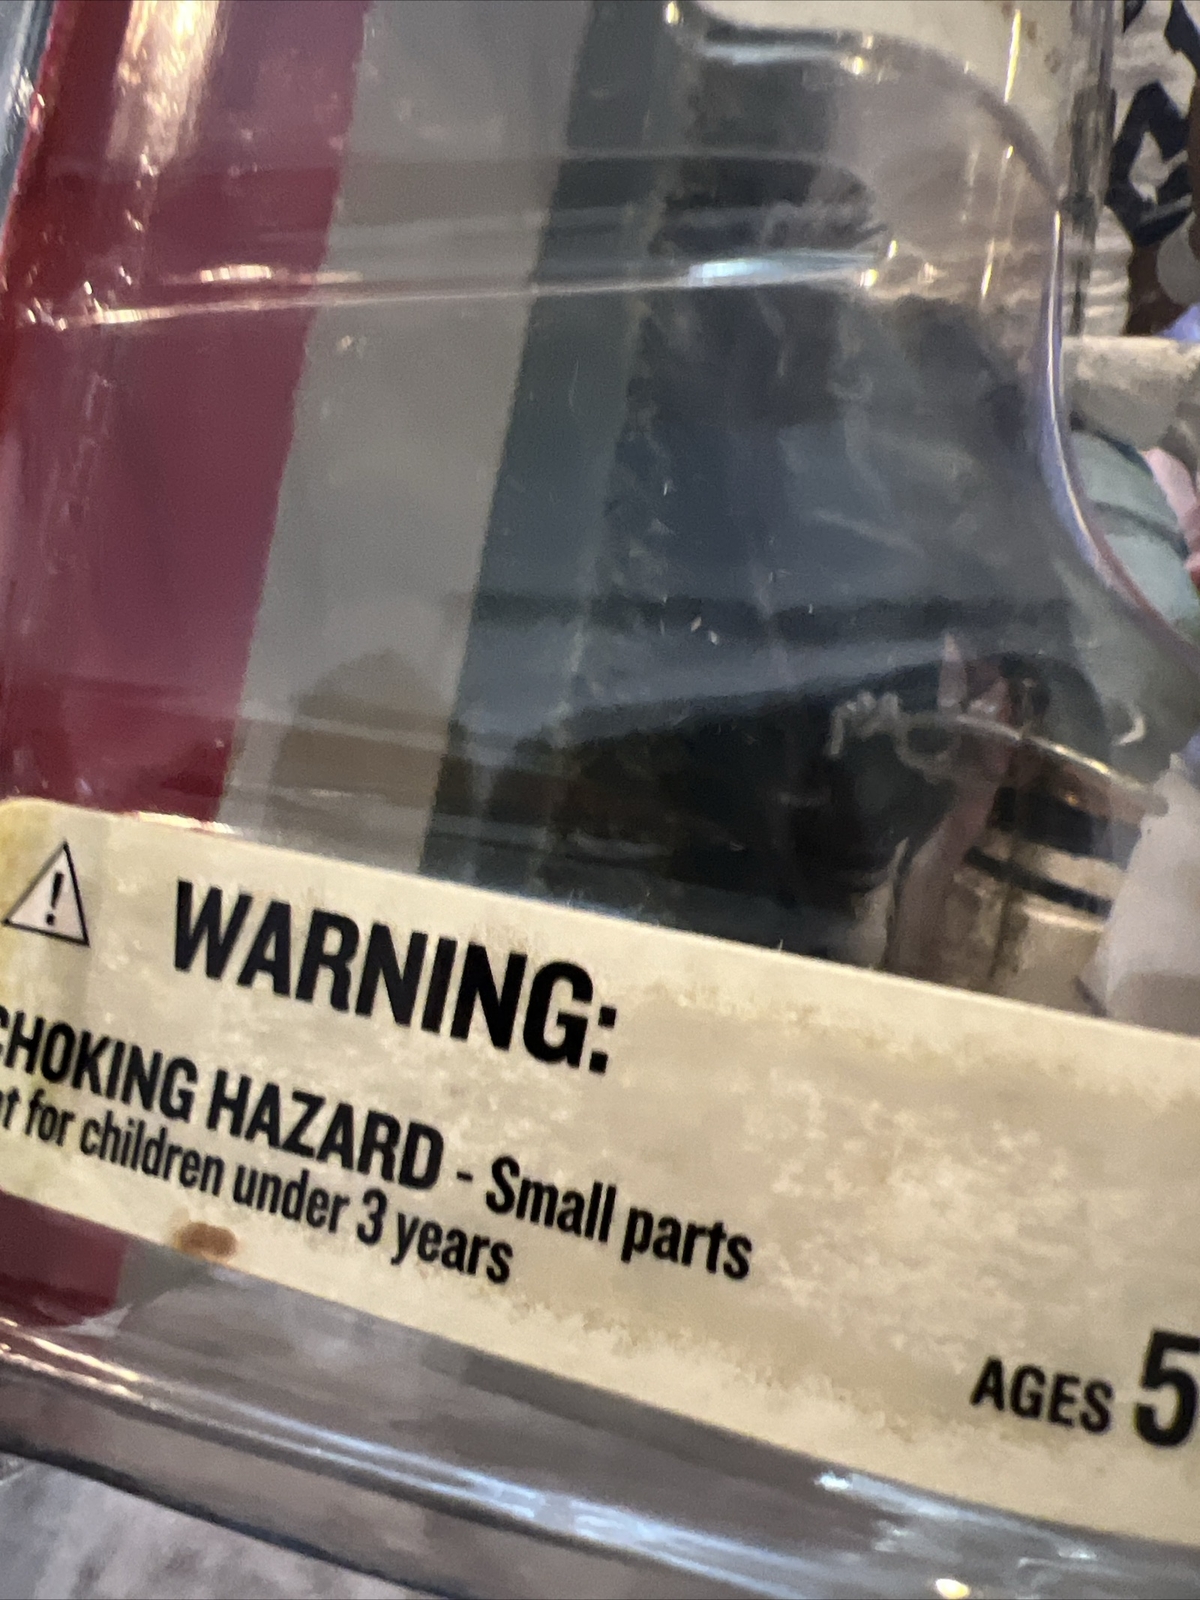 WARNING:
CHOKING HAZARD - Small parts
for children under 3 years
AGES 5